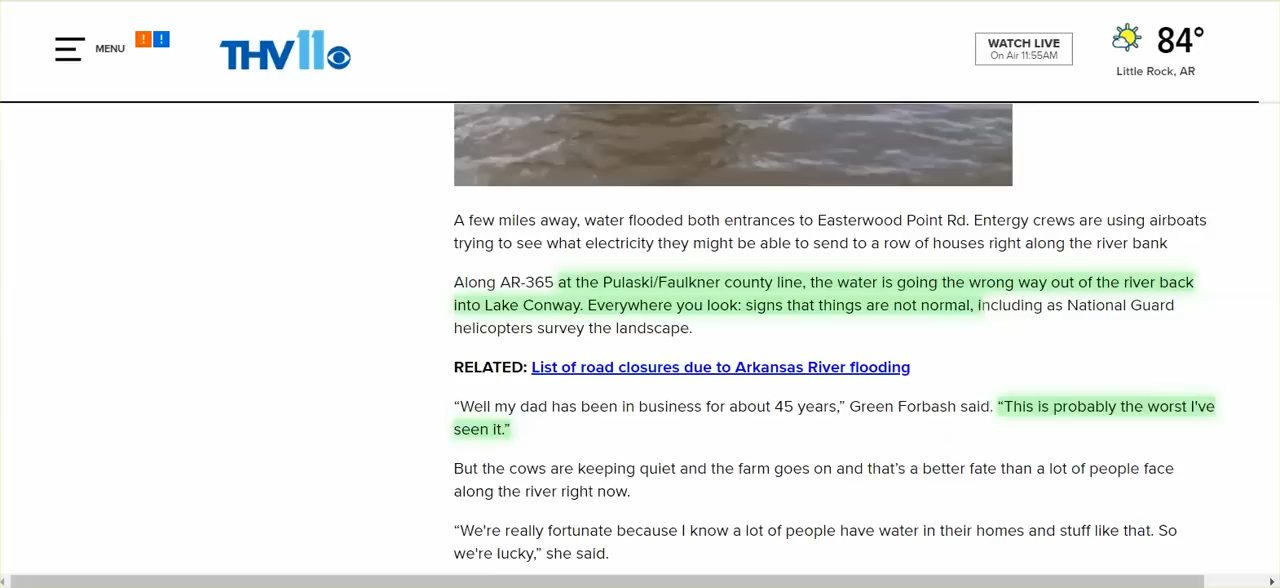 MENU
!
!
THV11
WATCH LIVE
On Air 11:55AM
84°
Little Rock, AR
A few miles away, water flooded both entrances to Easterwood Point Rd. Entergy crews are using airboats
trying to see what electricity they might be able to send to a row of houses right along the river bank
Along AR-365 at the Pulaski/Faulkner county line, the water is going the wrong way out of the river back
into Lake Conway. Everywhere you look: signs that things are not normal, including as National Guard
helicopters survey the landscape.
RELATED: List of road closures due to Arkansas River flooding
“Well my dad has been in business for about 45 years,” Green Forbash said. “This is probably the worst I've
seen it.”
But the cows are keeping quiet and the farm goes on and that’s a better fate than a lot of people face
along the river right now.
“We're really fortunate because I know a lot of people have water in their homes and stuff like that. So
we're lucky,” she said.